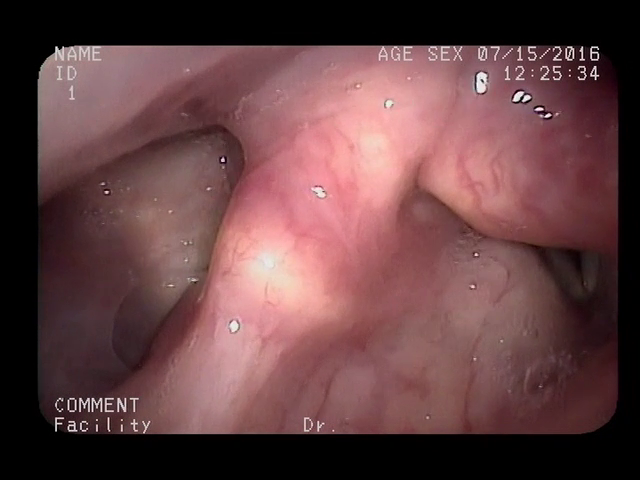 NAME AGE SEX 07/15/2016
ID 12:25:34
1
COMMENT
Facility Dr.